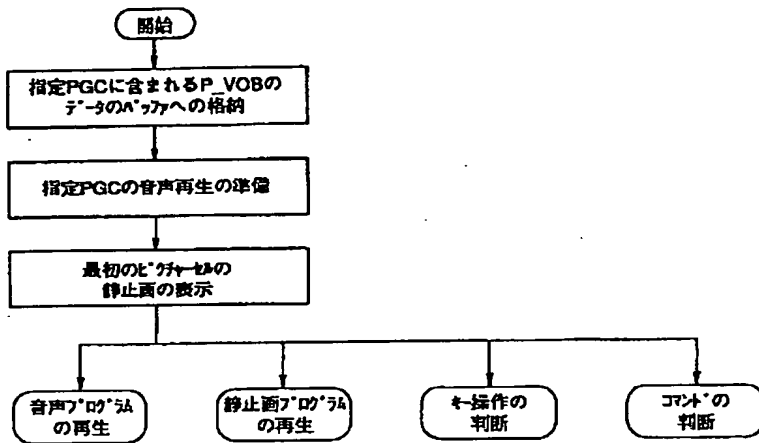 開始
指定PGCに含まれるP_VOBの
ﾃﾞｰﾀのﾊﾞｯﾌｧへの格納
指定PGCの音声再生の準備
最初のﾋﾟｸﾁｬｰｾﾙの
静止画の表示
音声ﾌﾟﾛｸﾞﾗﾑ
の再生
静止画ﾌﾟﾛｸﾞﾗﾑ
の再生
ｷｰ操作の
判断
ｺﾏﾝﾄﾞの
判断